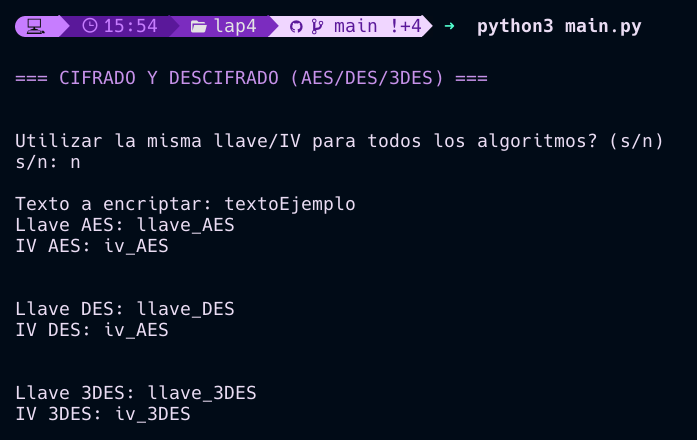 15:54 lap4 main !+4 → python3 main.py
=== CIFRADO Y DESCIFRADO (AES/DES/3DES) ===
Utilizar la misma llave/IV para todos los algoritmos? (s/n)
s/n: n
Texto a encriptar: textoEjemplo
Llave AES: llave_AES
IV AES: iv_AES
Llave DES: llave_DES
IV DES: iv_AES
Llave 3DES: llave_3DES
IV 3DES: iv_3DES